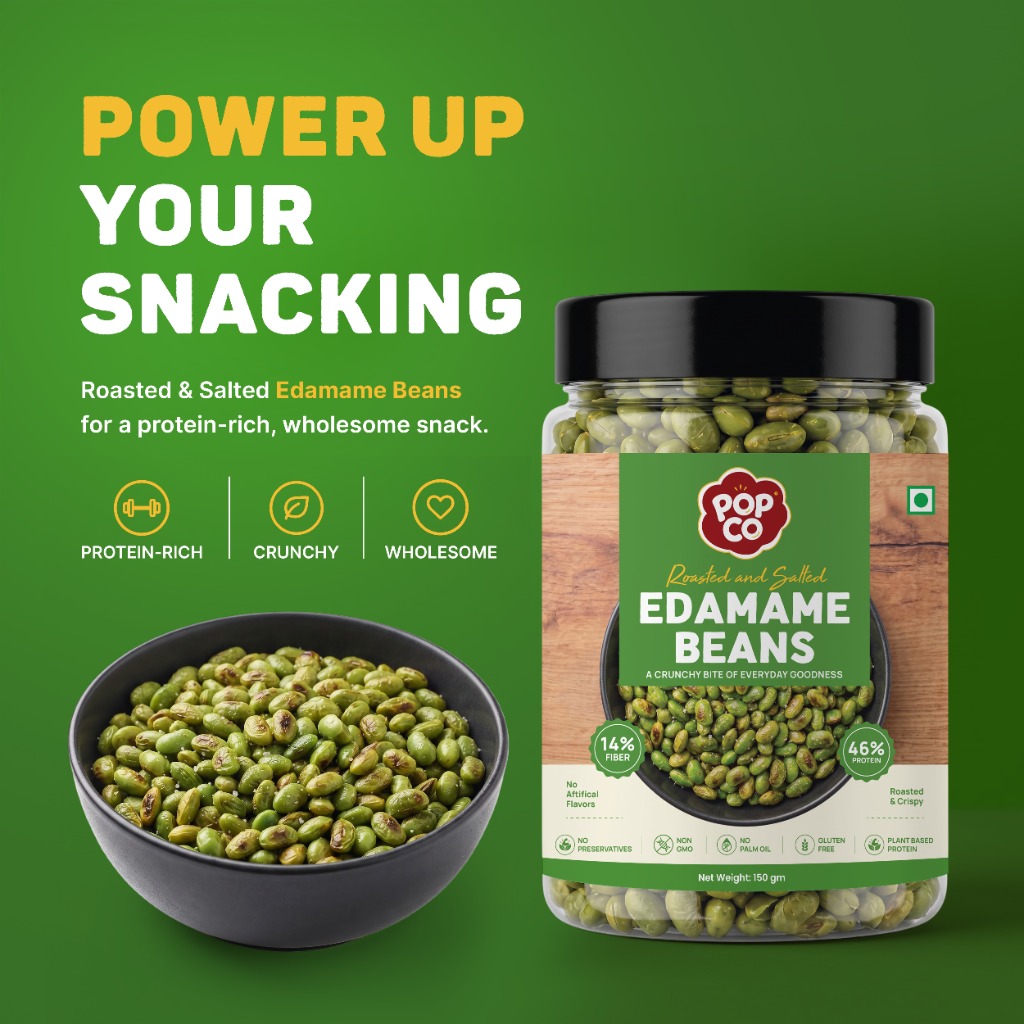 POWER UP
YOUR
SNACKING
Roasted & Salted Edamame Beans
for a protein-rich, wholesome snack.
PROTEIN-RICH
CRUNCHY
WHOLESOME
POP
CO
Roasted and Salted
EDAMAME
BEANS
A CRUNCHY BITE OF EVERYDAY GOODNESS
14%
FIBER
46%
PROTEIN
No
Aftifical
Flavors
Roasted
& Crispy
NO
PRESERVATIVES
NON
GMO
NO
PALM OIL
GLUTEN
FREE
PLANT BASED
PROTEIN
Net Weight: 150 gm